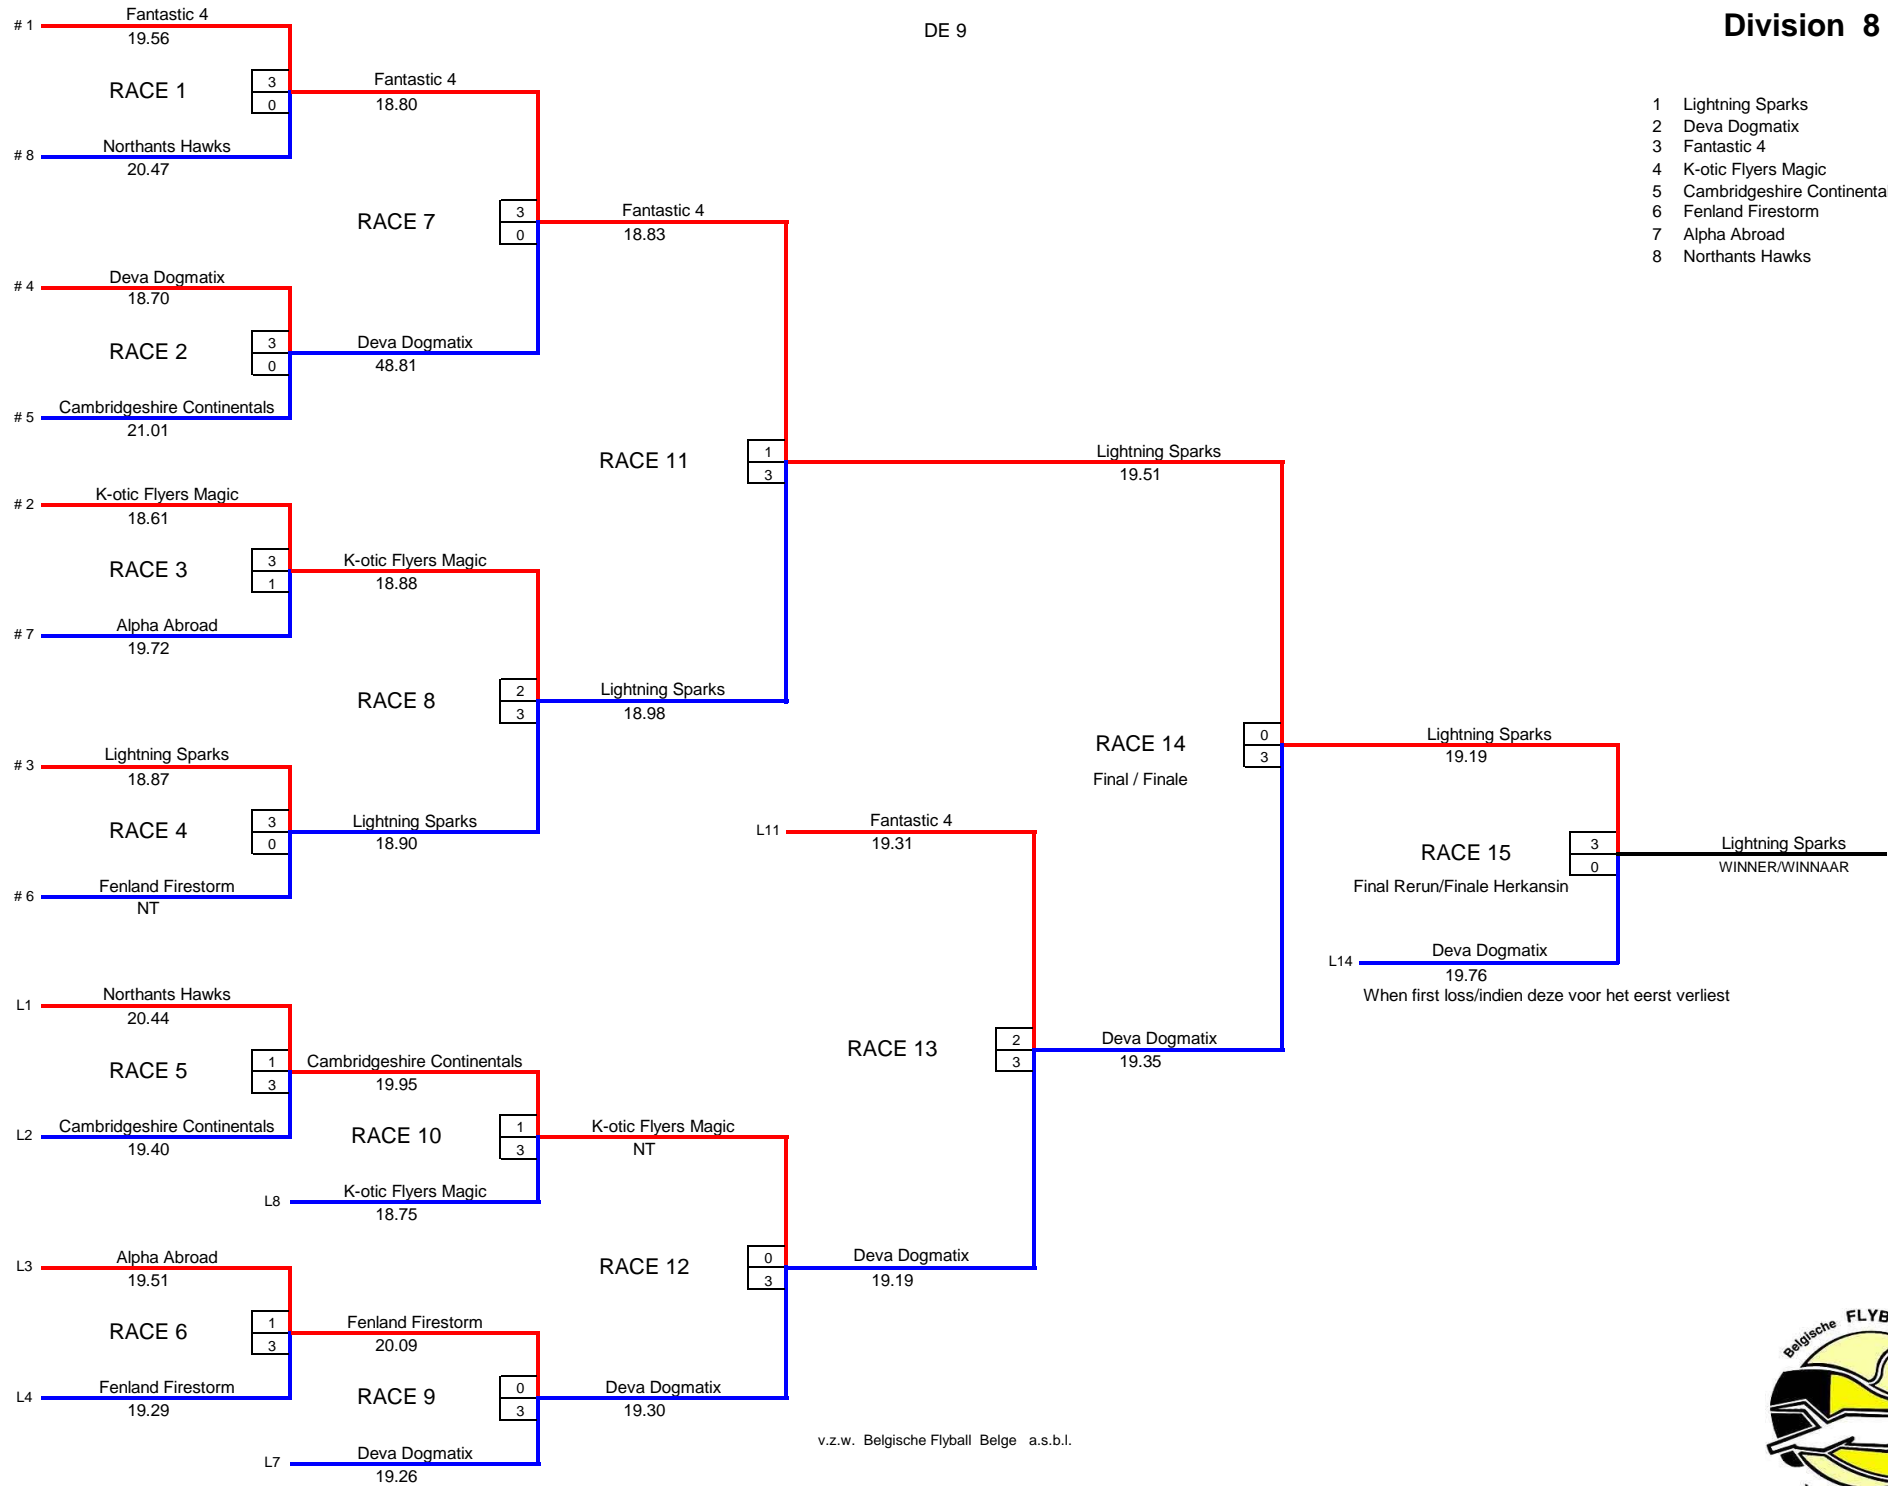 DE 9
Division 8
1 Lightning Sparks
2 Deva Dogmatix
3 Fantastic 4
4 K-otic Flyers Magic
5 Cambridgeshire Continental
6 Fenland Firestorm
7 Alpha Abroad
8 Northants Hawks
# 1 Fantastic 4
19.56
RACE 1
3
0
# 8 Northants Hawks
20.47
Fantastic 4
18.80
RACE 7
3
0
# 4 Deva Dogmatix
18.70
RACE 2
3
0
# 5 Cambridgeshire Continentals
21.01
Deva Dogmatix
48.81
Fantastic 4
18.83
RACE 11
1
3
# 2 K-otic Flyers Magic
18.61
RACE 3
3
1
# 7 Alpha Abroad
19.72
K-otic Flyers Magic
18.88
RACE 8
2
3
# 3 Lightning Sparks
18.87
RACE 4
3
0
# 6 Fenland Firestorm
NT
Lightning Sparks
18.90
Lightning Sparks
18.98
Lightning Sparks
19.51
RACE 14
Final / Finale
0
3
Lightning Sparks
19.19
RACE 15
Final Rerun/Finale Herkansin
3
0
Lightning Sparks
WINNER/WINNAAR
L14 Deva Dogmatix
19.76
When first loss/indien deze voor het eerst verliest
L11 Fantastic 4
19.31
RACE 13
2
3
Deva Dogmatix
19.35
L1 Northants Hawks
20.44
RACE 5
1
3
L2 Cambridgeshire Continentals
19.40
Cambridgeshire Continentals
19.95
RACE 10
1
3
L8 K-otic Flyers Magic
18.75
K-otic Flyers Magic
NT
RACE 12
0
3
Deva Dogmatix
19.19
L3 Alpha Abroad
19.51
RACE 6
1
3
L4 Fenland Firestorm
19.29
Fenland Firestorm
20.09
RACE 9
0
3
L7 Deva Dogmatix
19.26
Deva Dogmatix
19.30
v.z.w. Belgische Flyball Belge a.s.b.l.
Belgische FLYB